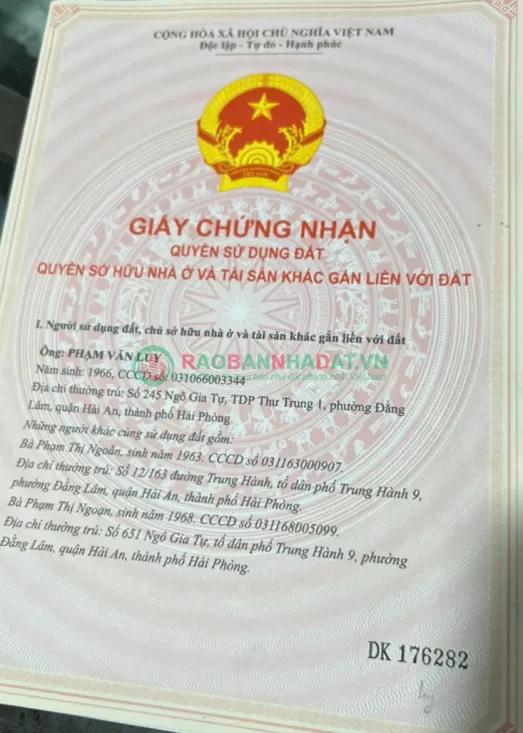 CỘNG HÒA XÃ HỘI CHỦ NGHĨA VIỆT NAM
Độc lập - Tự do - Hạnh phúc
GIẤY CHỨNG NHẬN
QUYỀN SỬ DỤNG ĐẤT
QUYỀN SỞ HỮU NHÀ Ở VÀ TÀI SẢN KHÁC GẮN LIỀN VỚI ĐẤT
I. Người sử dụng đất, chủ sở hữu nhà ở và tài sản khác gắn liền với đất
Ông: PHẠM VĂN LUY
RAOBANNHADAT.VN
Năm sinh: 1966, CCCD số: 031066003344
Địa chỉ thường trú: Số 245 Ngô Gia Tự, TDP Thư Trung 1, phường Đằng
Lâm, quận Hải An, thành phố Hải Phòng
Những người khác cùng sử dụng đất gồm:
Bà Phạm Thị Ngoãn, sinh năm 1963. CCCD số 031163000907.
Địa chỉ thường trú: Số 12/163 đường Trung Hành, tổ dân phố Trung Hành 9,
phường Đằng Lâm, quận Hải An, thành phố Hải Phòng.
Bà Phạm Thị Ngoạn, sinh năm 1968. CCCD số 031168005099.
Địa chỉ thường trú: Số 651 Ngô Gia Tự, tổ dân phố Trung Hành 9, phường
Đằng Lâm, quận Hải An, thành phố Hải Phòng.
DK 176282